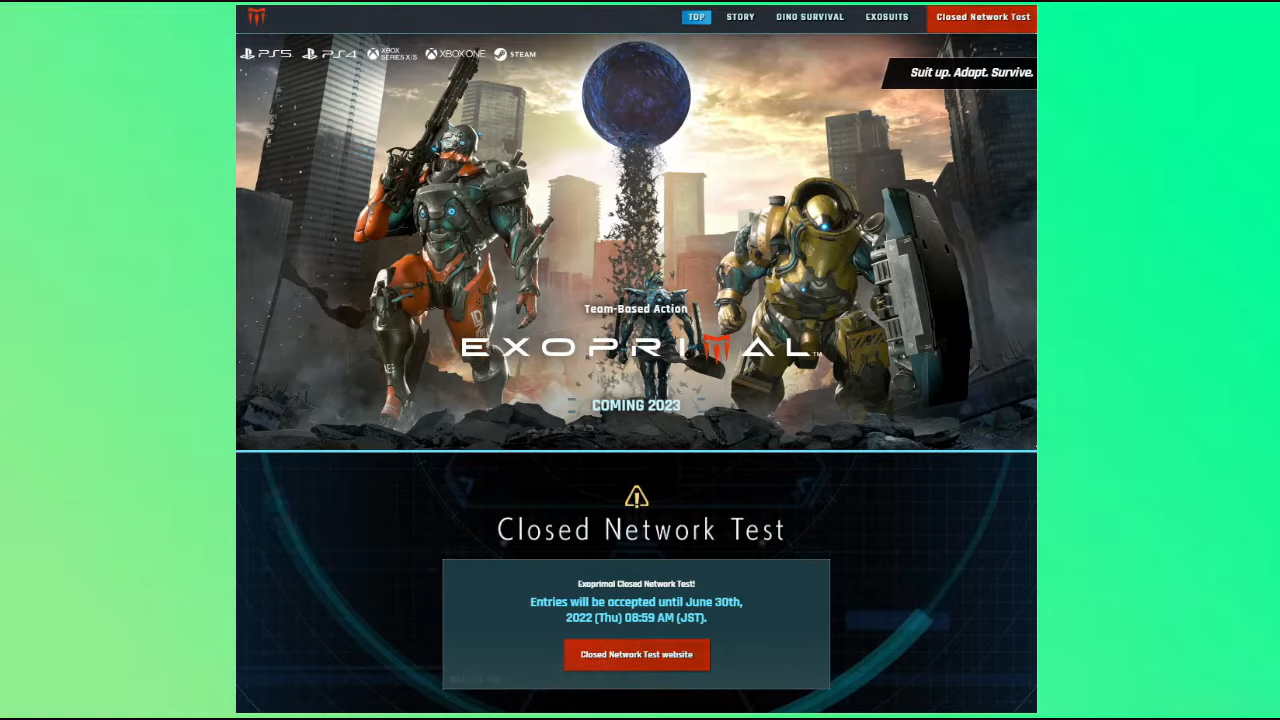 TOP STORY DINO SURVIVAL EXOSUITS Closed Network Test
PS5 PS4 XBOX SERIES X|S XBOX ONE STEAM
Suit up. Adapt. Survive.
Team-Based Action
EXOPRIMAL™
COMING 2023
Closed Network Test
Exoprimal Closed Network Test!
Entries will be accepted until June 30th,
2022 (Thu) 08:59 AM (JST).
Closed Network Test website